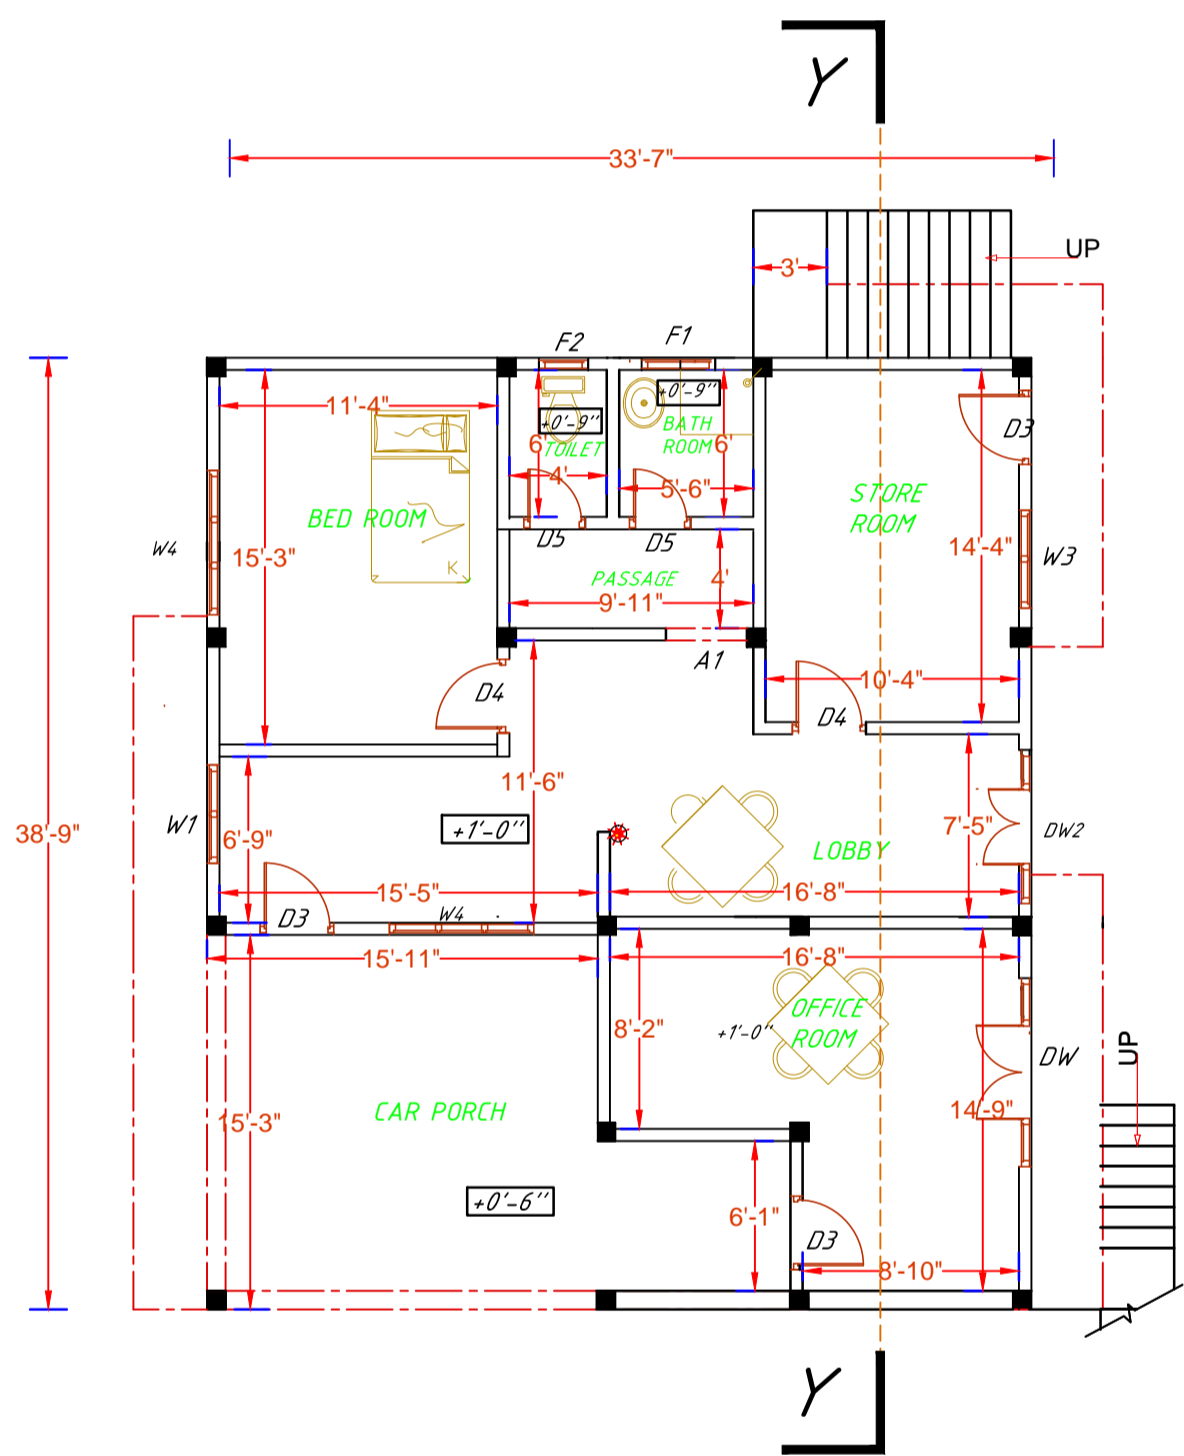 Y
33'-7"
UP
3'
F2
F1
+0'-9''
11'-4"
+0'-9''
BATH
ROOM
D3
6'
TOILET
6'
4'
5'-6"
STORE
ROOM
BED ROOM
W4
D5
D5
15'-3"
14'-4"
W3
PASSAGE
4'
9'-11"
A1
10'-4"
D4
D4
11'-6"
W1
38'-9"
6'-9"
+1'-0''
7'-5"
DW2
LOBBY
15'-5"
16'-8"
D3
W4
15'-11"
16'-8"
OFFICE
ROOM
8'-2"
+1'-0''
UP
DW
CAR PORCH
15'-3"
14'-9"
+0'-6''
6'-1"
D3
8'-10"
K
Y